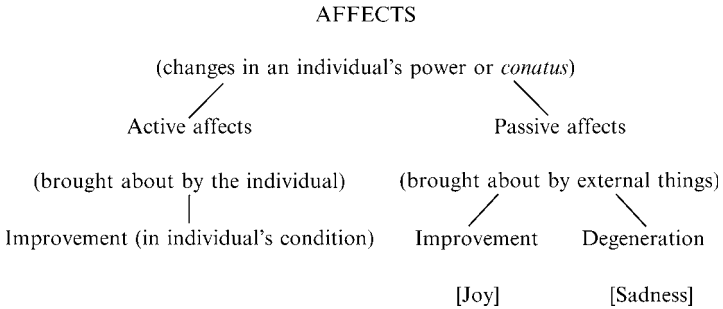 AFFECTS
(changes in an individual's power or conatus)
Active affects
Passive affects
(brought about by the individual)
(brought about by external things)
Improvement (in individual's condition)
Improvement
Degeneration
[Joy]
[Sadness]